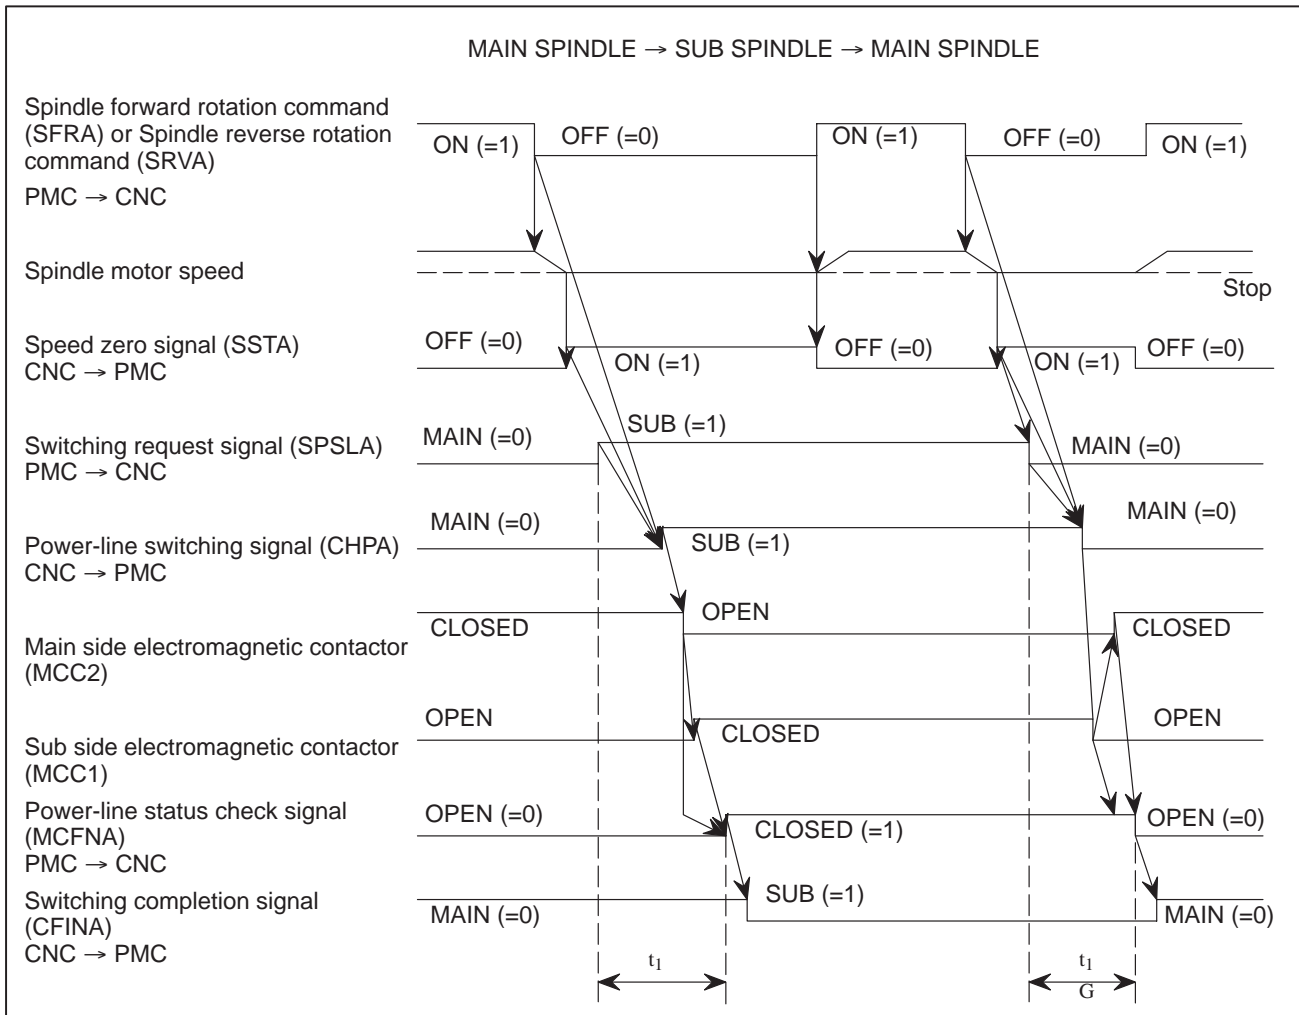 MAIN SPINDLE → SUB SPINDLE → MAIN SPINDLE
Spindle forward rotation command
(SFRA) or Spindle reverse rotation
command (SRVA)
PMC → CNC
ON (=1)
OFF (=0)
ON (=1)
OFF (=0)
ON (=1)
Spindle motor speed
Stop
Speed zero signal (SSTA)
CNC → PMC
OFF (=0)
ON (=1)
OFF (=0)
ON (=1)
OFF (=0)
Switching request signal (SPSLA)
PMC → CNC
MAIN (=0)
SUB (=1)
MAIN (=0)
Power-line switching signal (CHPA)
CNC → PMC
MAIN (=0)
SUB (=1)
MAIN (=0)
Main side electromagnetic contactor
(MCC2)
CLOSED
OPEN
CLOSED
Sub side electromagnetic contactor
(MCC1)
OPEN
CLOSED
OPEN
Power-line status check signal
(MCFNA)
PMC → CNC
OPEN (=0)
CLOSED (=1)
OPEN (=0)
Switching completion signal
(CFINA)
CNC → PMC
MAIN (=0)
SUB (=1)
MAIN (=0)
t1
t1
G